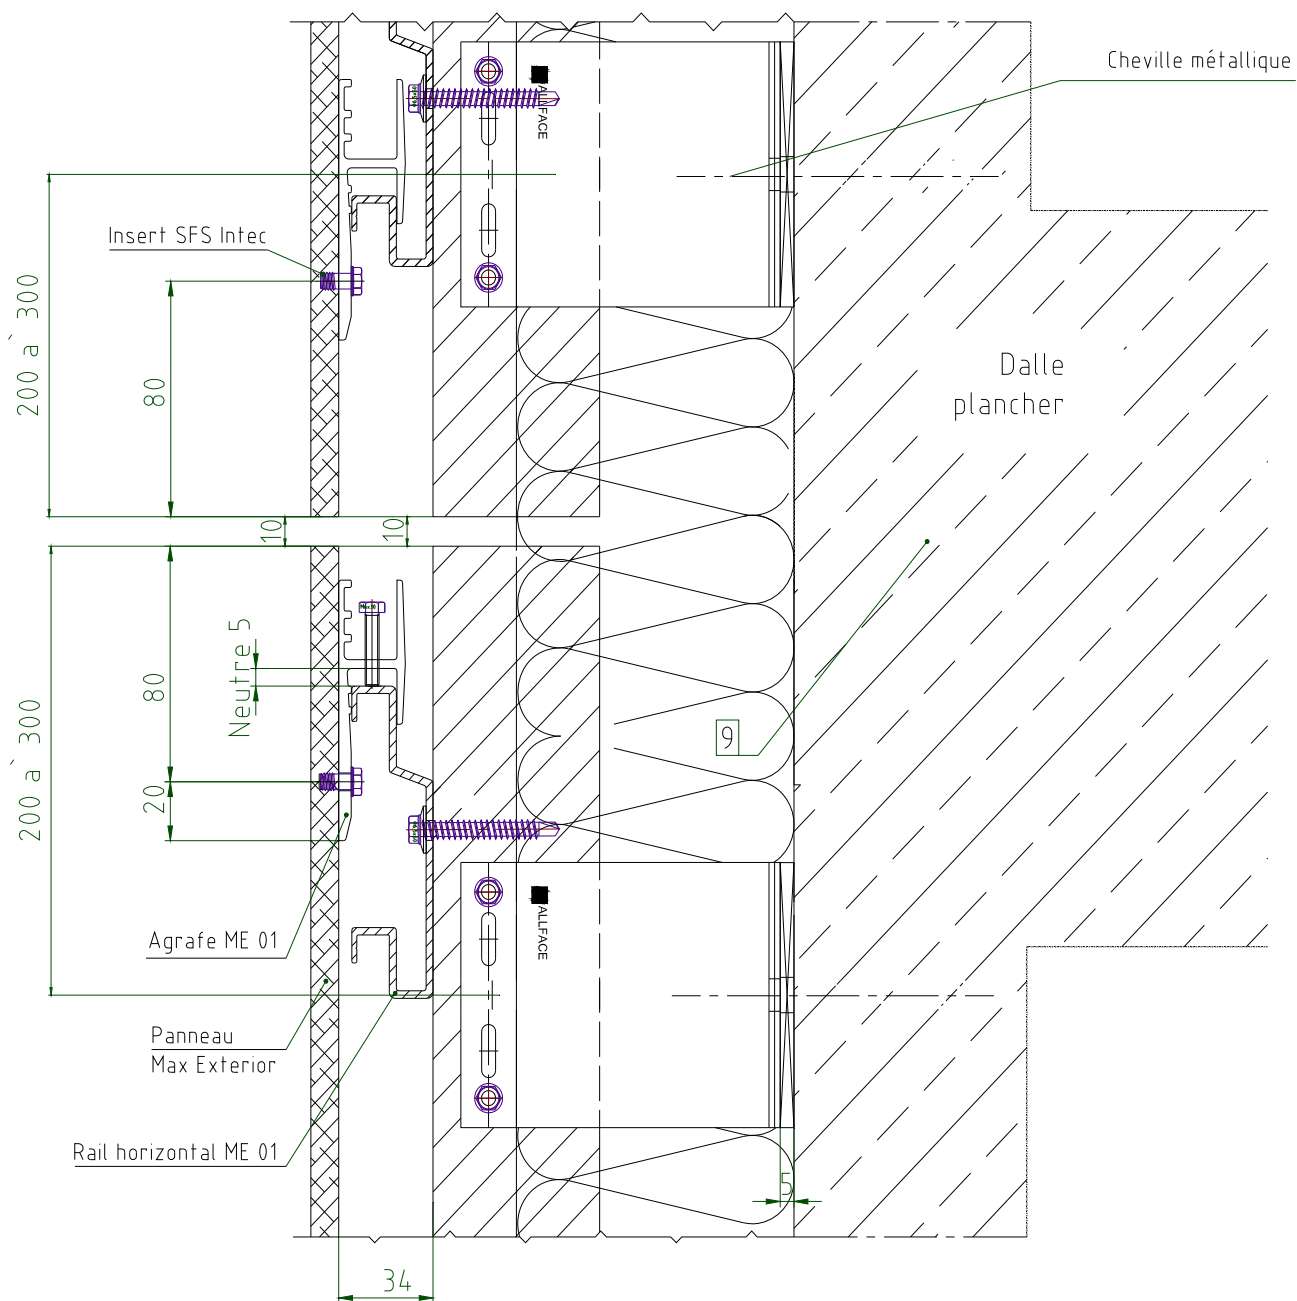 Cheville métallique
ALLFACE
Insert SFS Intec
200 à 300
80
Dalle
plancher
10
10
Neutre 5
80
9
200 à 300
20
ALLFACE
Agrafe ME 01
Panneau
Max Exterior
Rail horizontal ME 01
5
34